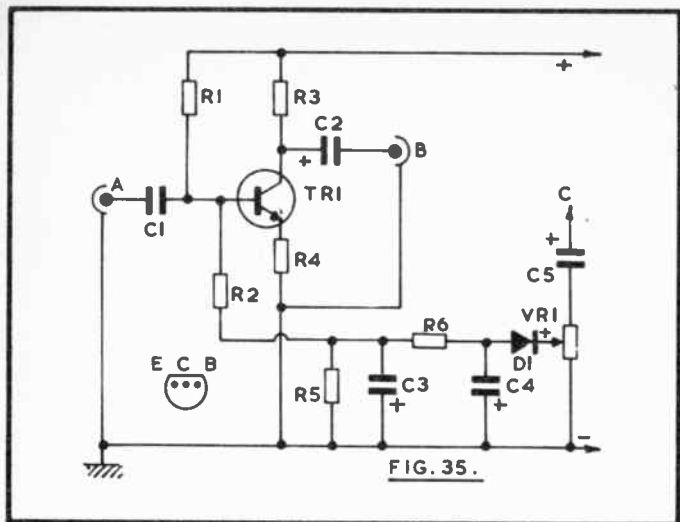 +
R1
R3
C2
+
B
A
TR1
C1
C
+
C5
R4
R2
VR1
R6
+
D1
E C B
R5
C3
+
C4
+
-
FIG. 35.